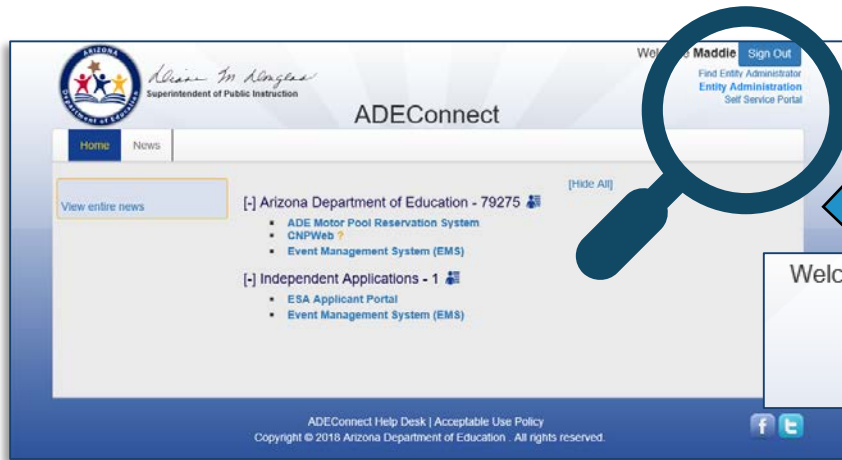 ARIZONA
Department of Education
Diane M Douglas
Superintendent of Public Instruction
Maddie Sign Out
Find Entity Administrator
Entity Administration
Self Service Portal
ADEConnect
Home News
[Hide All]
View entire news
[-] Arizona Department of Education - 79275
ADE Motor Pool Reservation System
CNPWeb ?
Event Management System (EMS)
[-] Independent Applications - 1
ESA Applicant Portal
Event Management System (EMS)
ADEConnect Help Desk | Acceptable Use Policy
Copyright © 2018 Arizona Department of Education . All rights reserved.